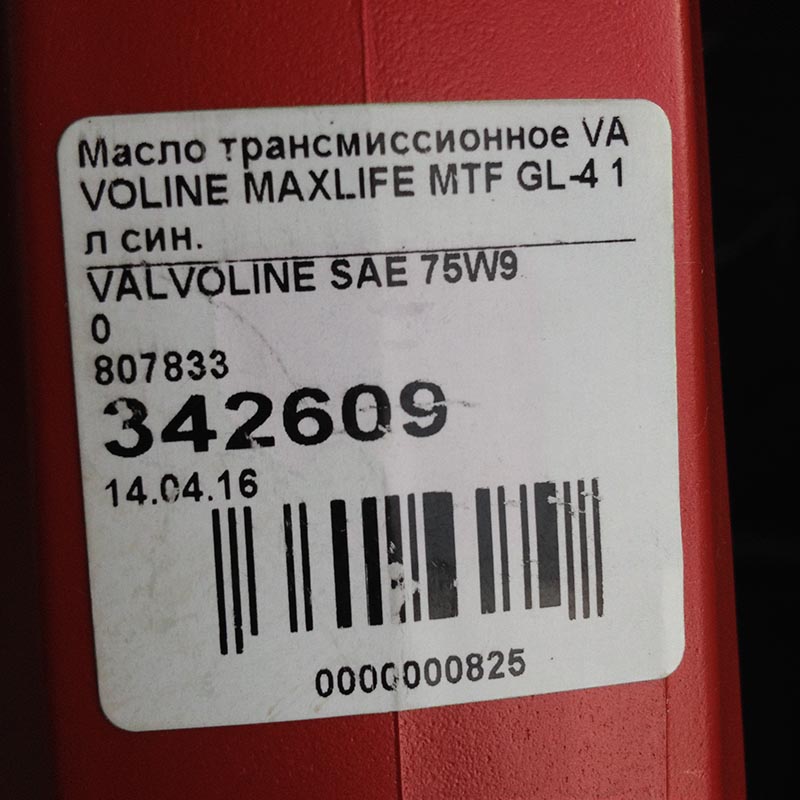 Масло трансмиссионное VA
VOLINE MAXLIFE MTF GL-4 1
л син.
VALVOLINE SAE 75W9
0
807833
342609
14.04.16
0000000825